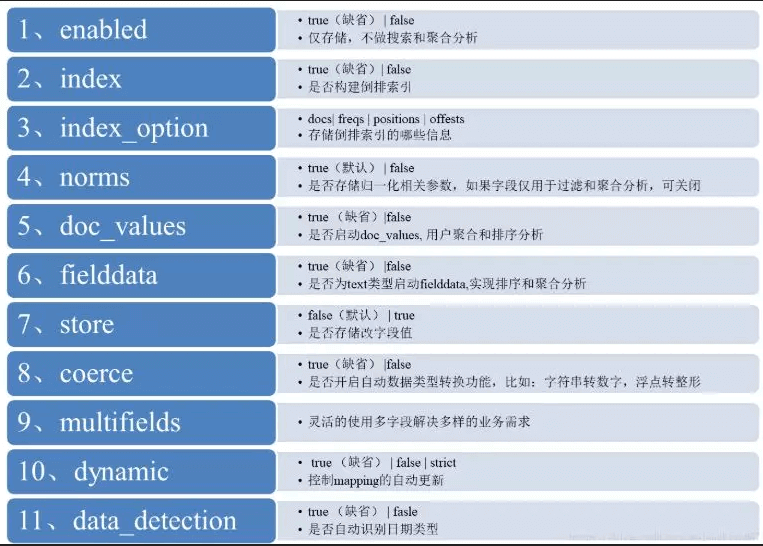 1、enabled
• true（缺省）| false
• 仅存储，不做搜索和聚合分析
2、index
• true（缺省）| false
• 是否构建倒排索引
3、index_option
• docs| freqs | positions | offests
• 存储倒排索引的哪些信息
4、norms
• true（默认）| false
• 是否存储归一化相关参数，如果字段仅用于过滤和聚合分析，可关闭
5、doc_values
• true （缺省）|false
• 是否启动doc_values, 用户聚合和排序分析
6、fielddata
• true（缺省） |false
• 是否为text类型启动fielddata,实现排序和聚合分析
7、store
• false（默认）| true
• 是否存储改字段值
8、coerce
• true（缺省） |false
• 是否开启自动数据类型转换功能，比如：字符串转数字，浮点转整形
9、multifields
• 灵活的使用多字段解决多样的业务需求
10、dynamic
• true （缺省）| false | strict
• 控制mapping的自动更新
11、data_detection
• true （缺省）| fasle
• 是否自动识别日期类型